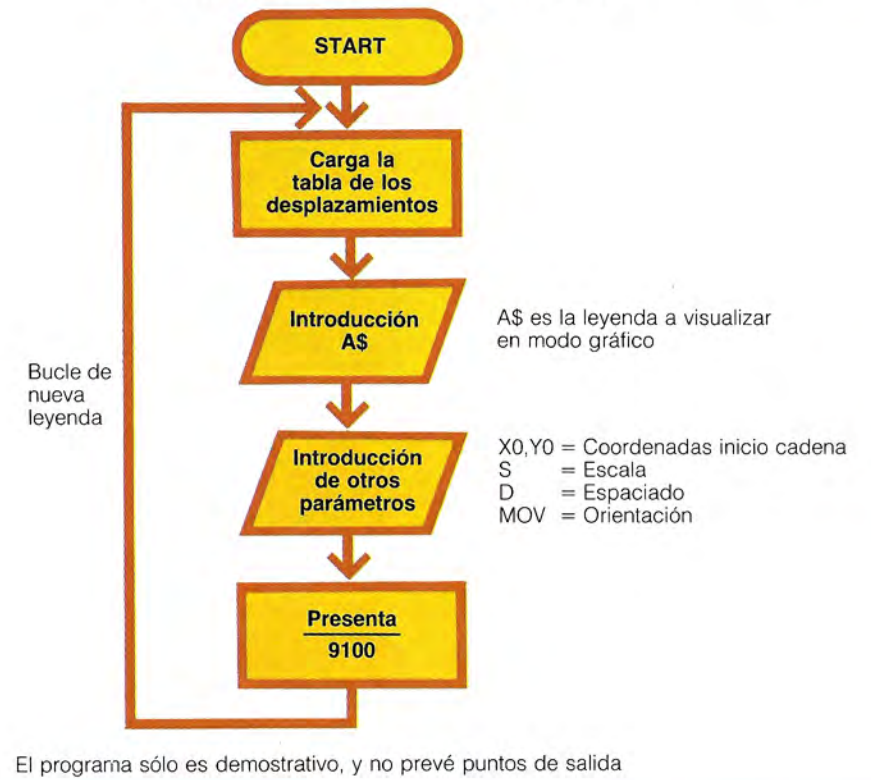 START
Carga la
tabla de los
desplazamientos
Introducción
A$
A$ es la leyenda a visualizar
en modo gráfico
Bucle de
nueva
leyenda
Introducción
de otros
parámetros
X0,Y0 = Coordenadas inicio cadena
S = Escala
D = Espaciado
MOV = Orientación
Presenta
9100
El programa sólo es demostrativo, y no prevé puntos de salida